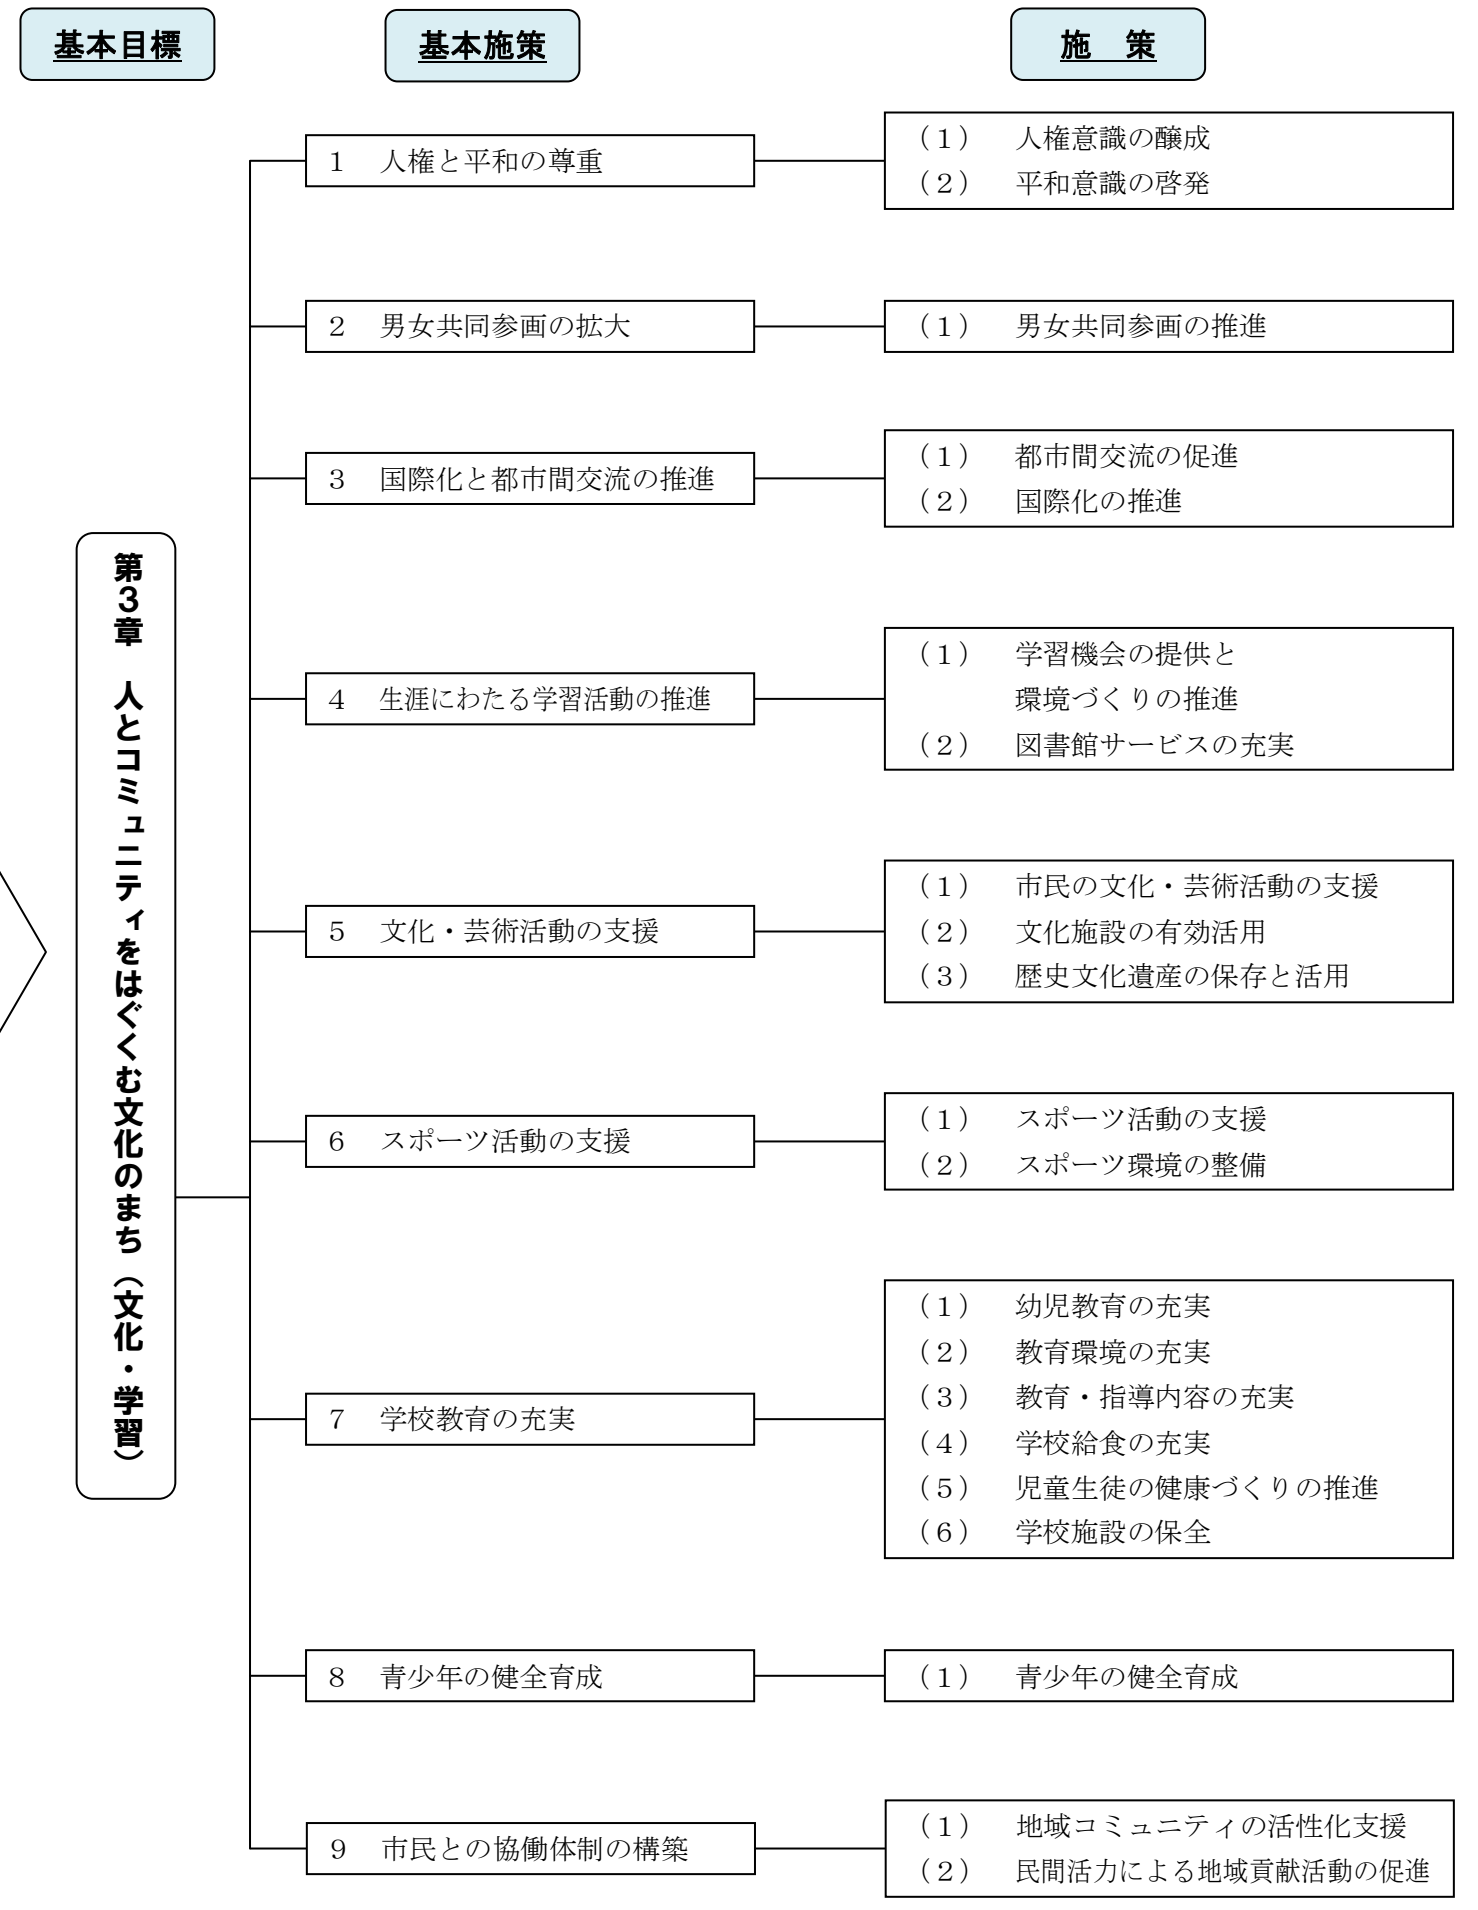 基本目標
基本施策
施　策
第３章　人とコミュニティをはぐくむ文化のまち（文化・学習）
１　人権と平和の尊重
（１）　人権意識の醸成
（２）　平和意識の啓発
２　男女共同参画の拡大
（１）　男女共同参画の推進
３　国際化と都市間交流の推進
（１）　都市間交流の促進
（２）　国際化の推進
４　生涯にわたる学習活動の推進
（１）　学習機会の提供と
環境づくりの推進
（２）　図書館サービスの充実
５　文化・芸術活動の支援
（１）　市民の文化・芸術活動の支援
（２）　文化施設の有効活用
（３）　歴史文化遺産の保存と活用
６　スポーツ活動の支援
（１）　スポーツ活動の支援
（２）　スポーツ環境の整備
７　学校教育の充実
（１）　幼児教育の充実
（２）　教育環境の充実
（３）　教育・指導内容の充実
（４）　学校給食の充実
（５）　児童生徒の健康づくりの推進
（６）　学校施設の保全
８　青少年の健全育成
（１）　青少年の健全育成
９　市民との協働体制の構築
（１）　地域コミュニティの活性化支援
（２）　民間活力による地域貢献活動の促進